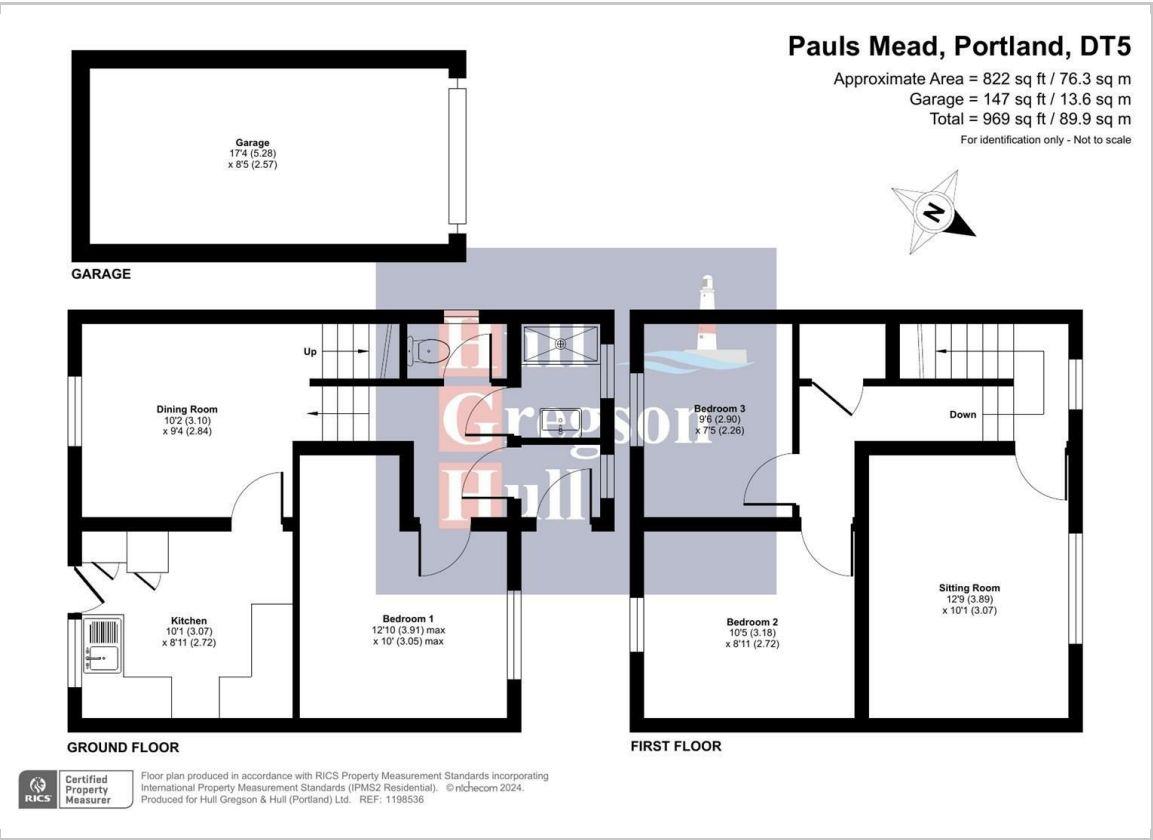 Pauls Mead, Portland, DT5
Approximate Area = 822 sq ft / 76.3 sq m
Garage = 147 sq ft / 13.6 sq m
Total = 969 sq ft / 89.9 sq m
For identification only - Not to scale
N
Garage
17'4 (5.28)
x 8'5 (2.57)
GARAGE
Up
Dining Room
10'2 (3.10)
x 9'4 (2.84)
Kitchen
10'1 (3.07)
x 8'11 (2.72)
Bedroom 1
12'10 (3.91) max
x 10' (3.05) max
GROUND FLOOR
Hull
Gregson
Hull
Bedroom 3
9'6 (2.90)
x 7'5 (2.26)
Down
Bedroom 2
10'5 (3.18)
x 8'11 (2.72)
Sitting Room
12'9 (3.89)
x 10'1 (3.07)
FIRST FLOOR
RICS
Certified
Property
Measurer
Floor plan produced in accordance with RICS Property Measurement Standards incorporating
International Property Measurement Standards (IPMS2 Residential). © nichecom 2024.
Produced for Hull Gregson & Hull (Portland) Ltd. REF: 1198536